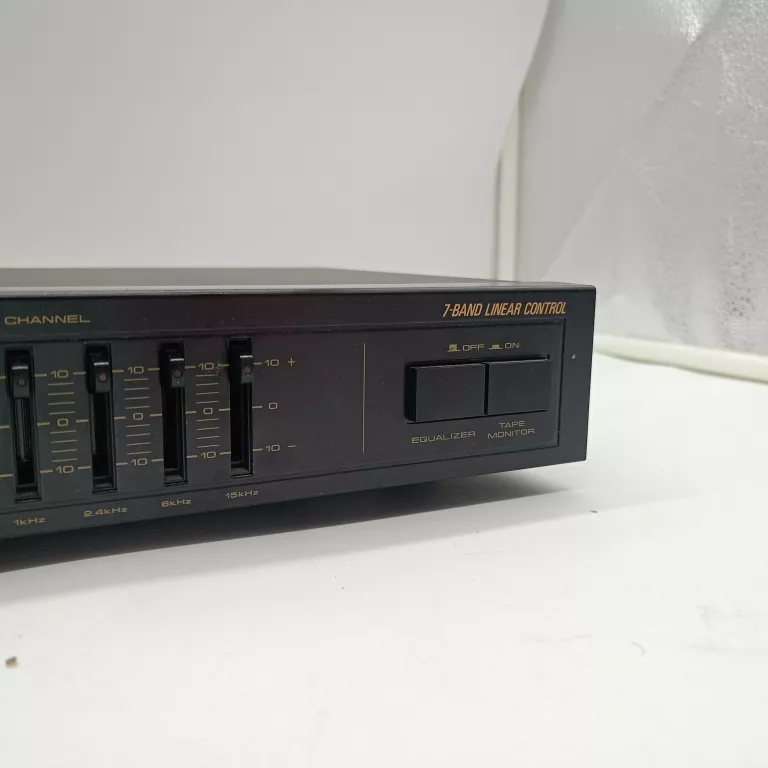 CHANNEL
7-BAND LINEAR CONTROL
OFF ON
10 10 10 10 +
0 0 0 0
10 10 10 10 −
EQUALIZER
TAPE
MONITOR
1kHz 2.4kHz 6kHz 15kHz